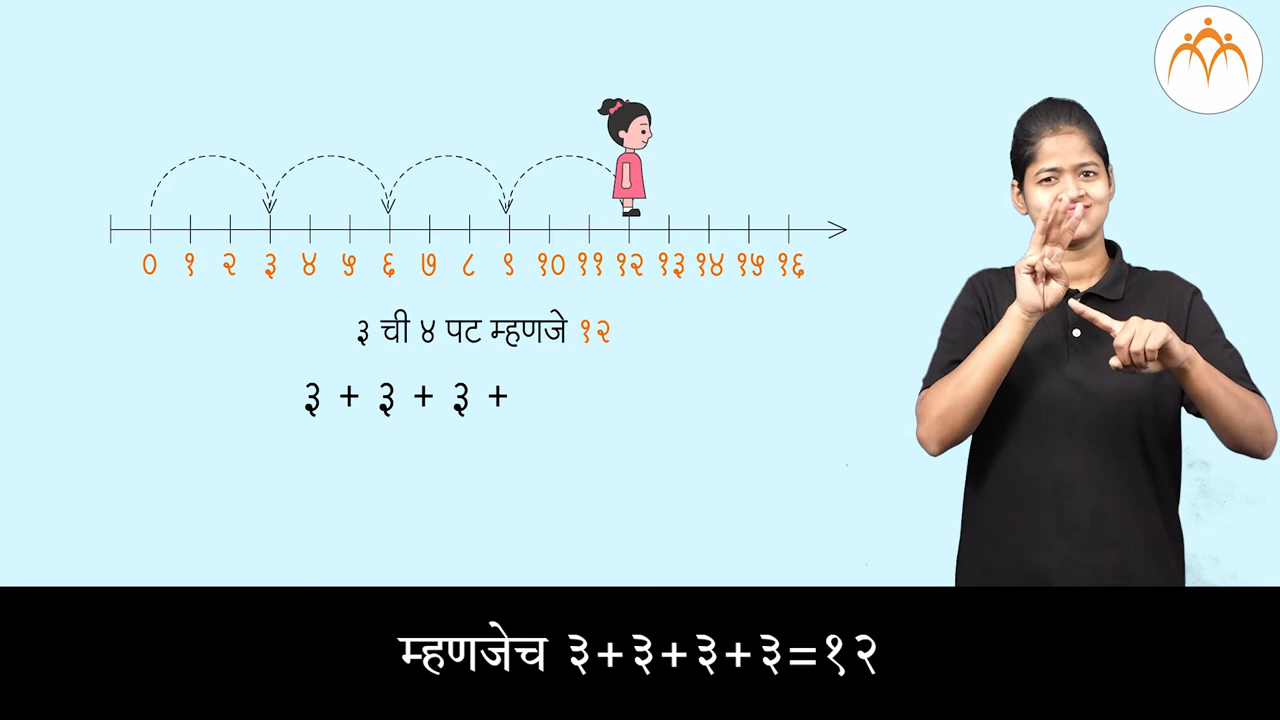 ० १ २ ३ ४ ५ ६ ७ ८ ९ १० ११ १२ १३ १४ १५ १६
३ ची ४ पट म्हणजे १२
३ + ३ + ३ +
म्हणजेच ३+३+३+३=१२